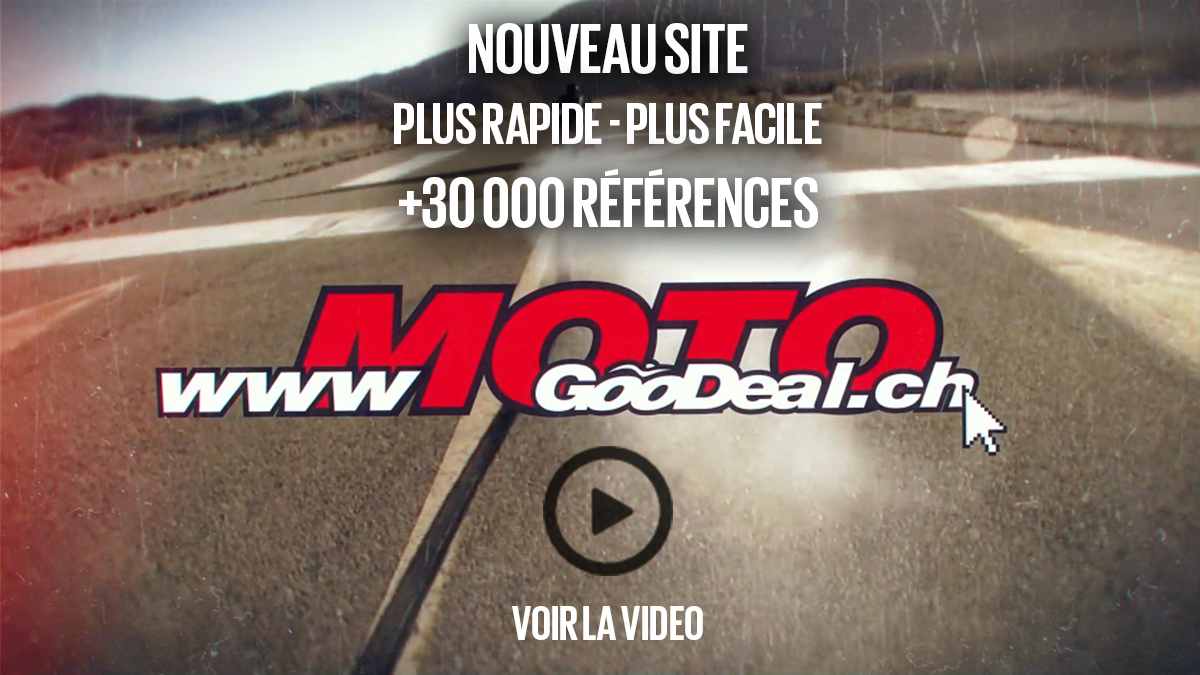 NOUVEAU SITE
PLUS RAPIDE - PLUS FACILE
+30 000 RÉFÉRENCES
MOTO
www GooDeal.ch
VOIR LA VIDEO